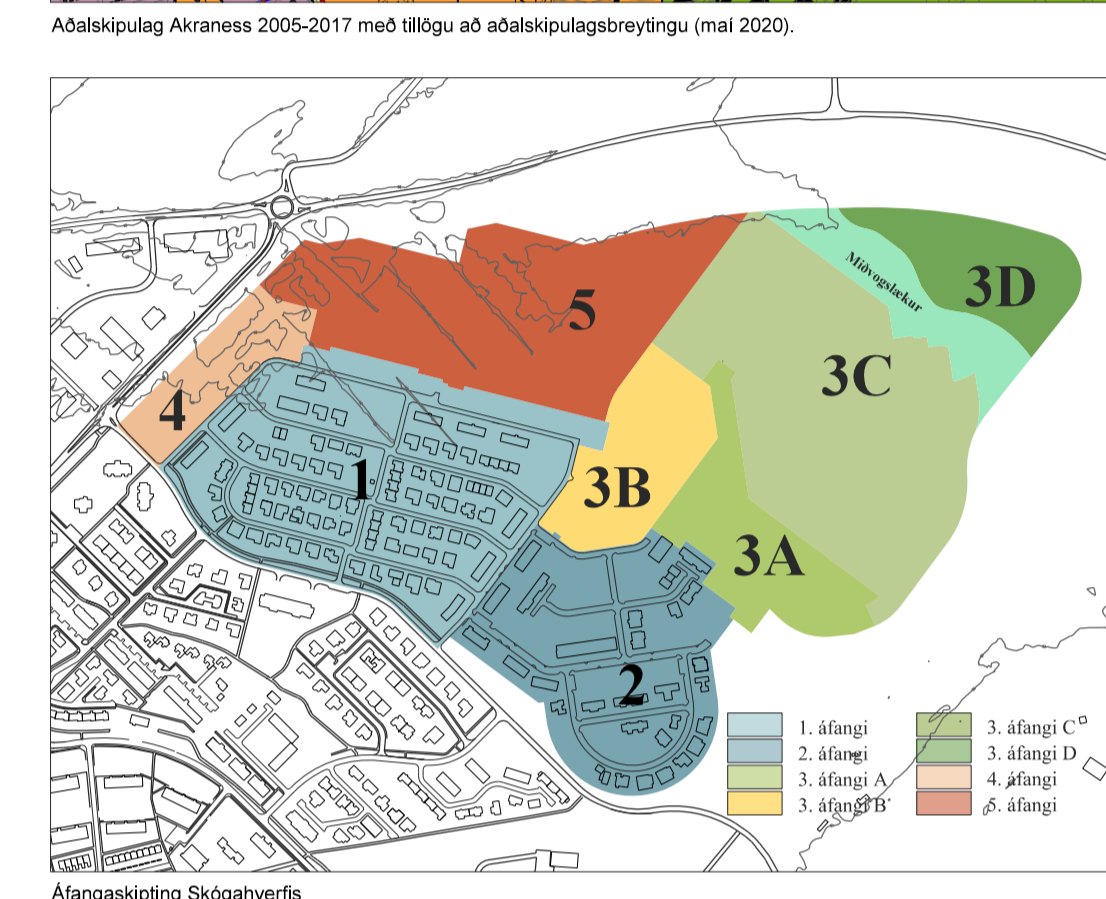 Aðalskipulag Akraness 2005-2017 með tillögu að aðalskipulagsbreytingu (maí 2020).
Miðvogslækur
3D
5
3C
4
1
3B
3A
2
1. áfangi
2. áfangi
3. áfangi A
3. áfangi B
3. áfangi C
3. áfangi D
4. áfangi
5. áfangi
Áfangaskipting Skógahverfis